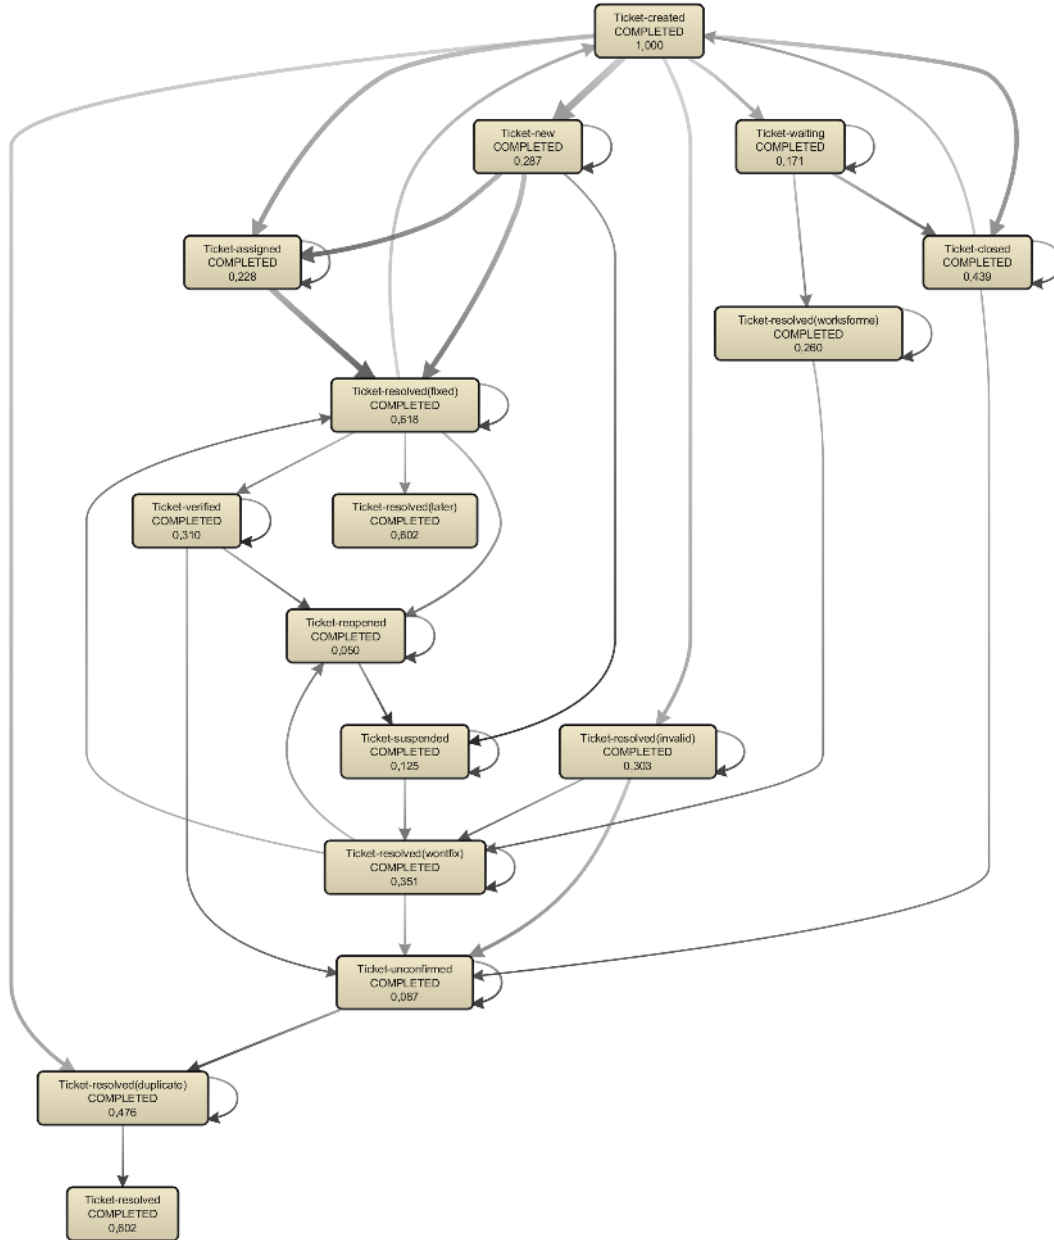 Ticket-created
COMPLETED
1,000
Ticket-new
COMPLETED
0,287
Ticket-waiting
COMPLETED
0,171
Ticket-assigned
COMPLETED
0,228
Ticket-closed
COMPLETED
0,439
Ticket-resolved(worksforme)
COMPLETED
0,260
Ticket-resolved(fixed)
COMPLETED
0,618
Ticket-verified
COMPLETED
0,310
Ticket-resolved(later)
COMPLETED
0,602
Ticket-reopened
COMPLETED
0,050
Ticket-suspended
COMPLETED
0,125
Ticket-resolved(invalid)
COMPLETED
0,303
Ticket-resolved(wontfix)
COMPLETED
0,351
Ticket-unconfirmed
COMPLETED
0,087
Ticket-resolved(duplicate)
COMPLETED
0,476
Ticket-resolved
COMPLETED
0,602